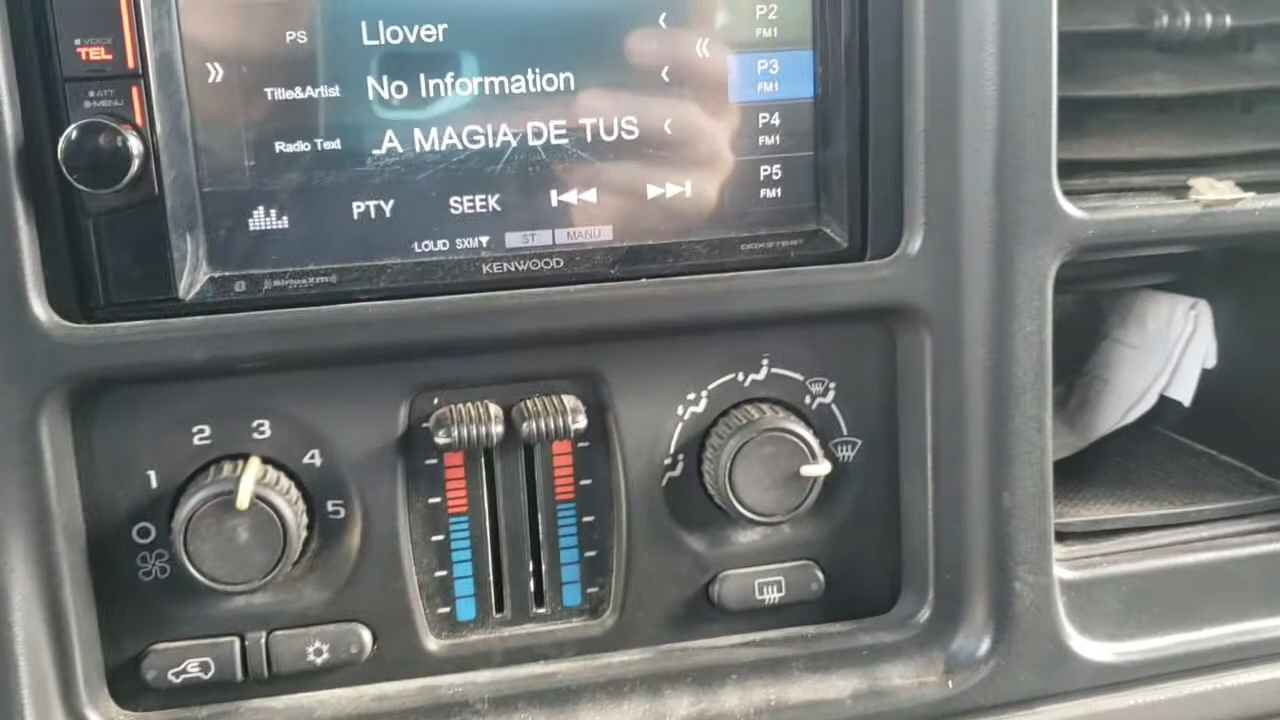 VOICE
TEL
ATT
MENU
PS Llover
Title&Artist No Information
Radio Text _A MAGIA DE TUS
PTY SEEK
LOUD SXM ST MANU
P2
FM1
P3
FM1
P4
FM1
P5
FM1
KENWOOD
SiriusXM
0
1
2
3
4
5